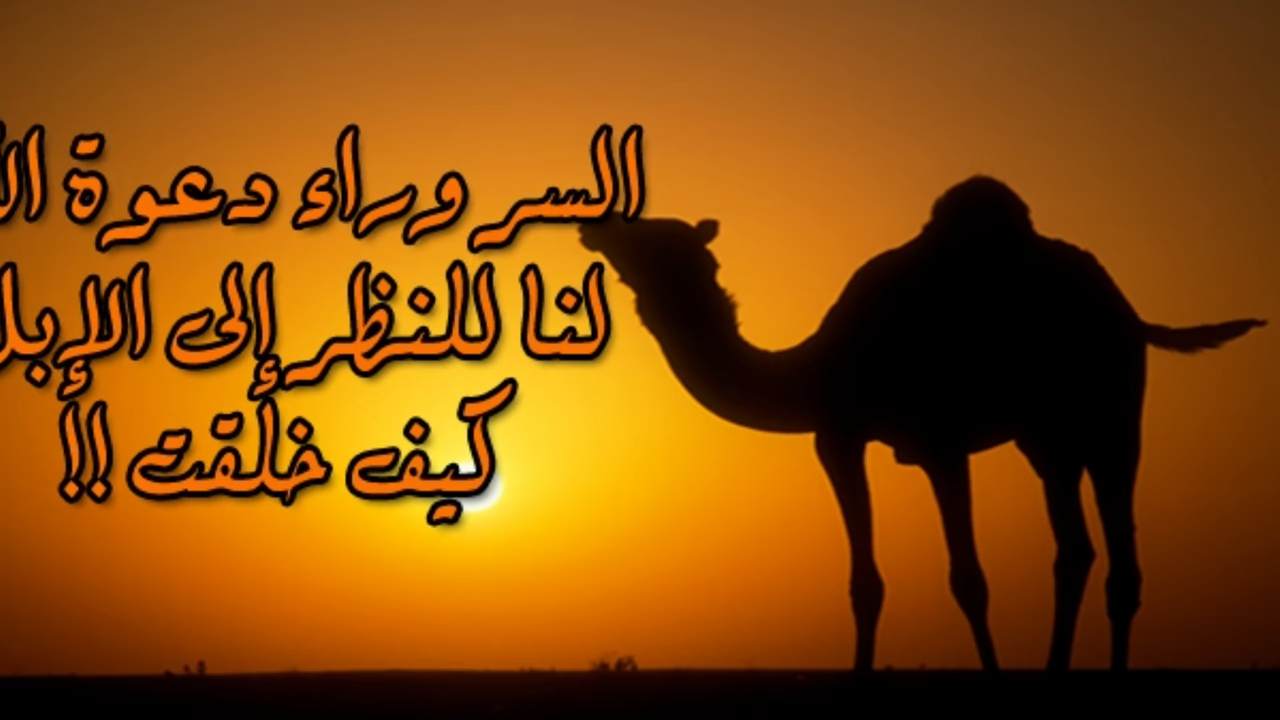 السر وراء دعوة
لنا للنظر إلى الإبل
كيف خلقت !!